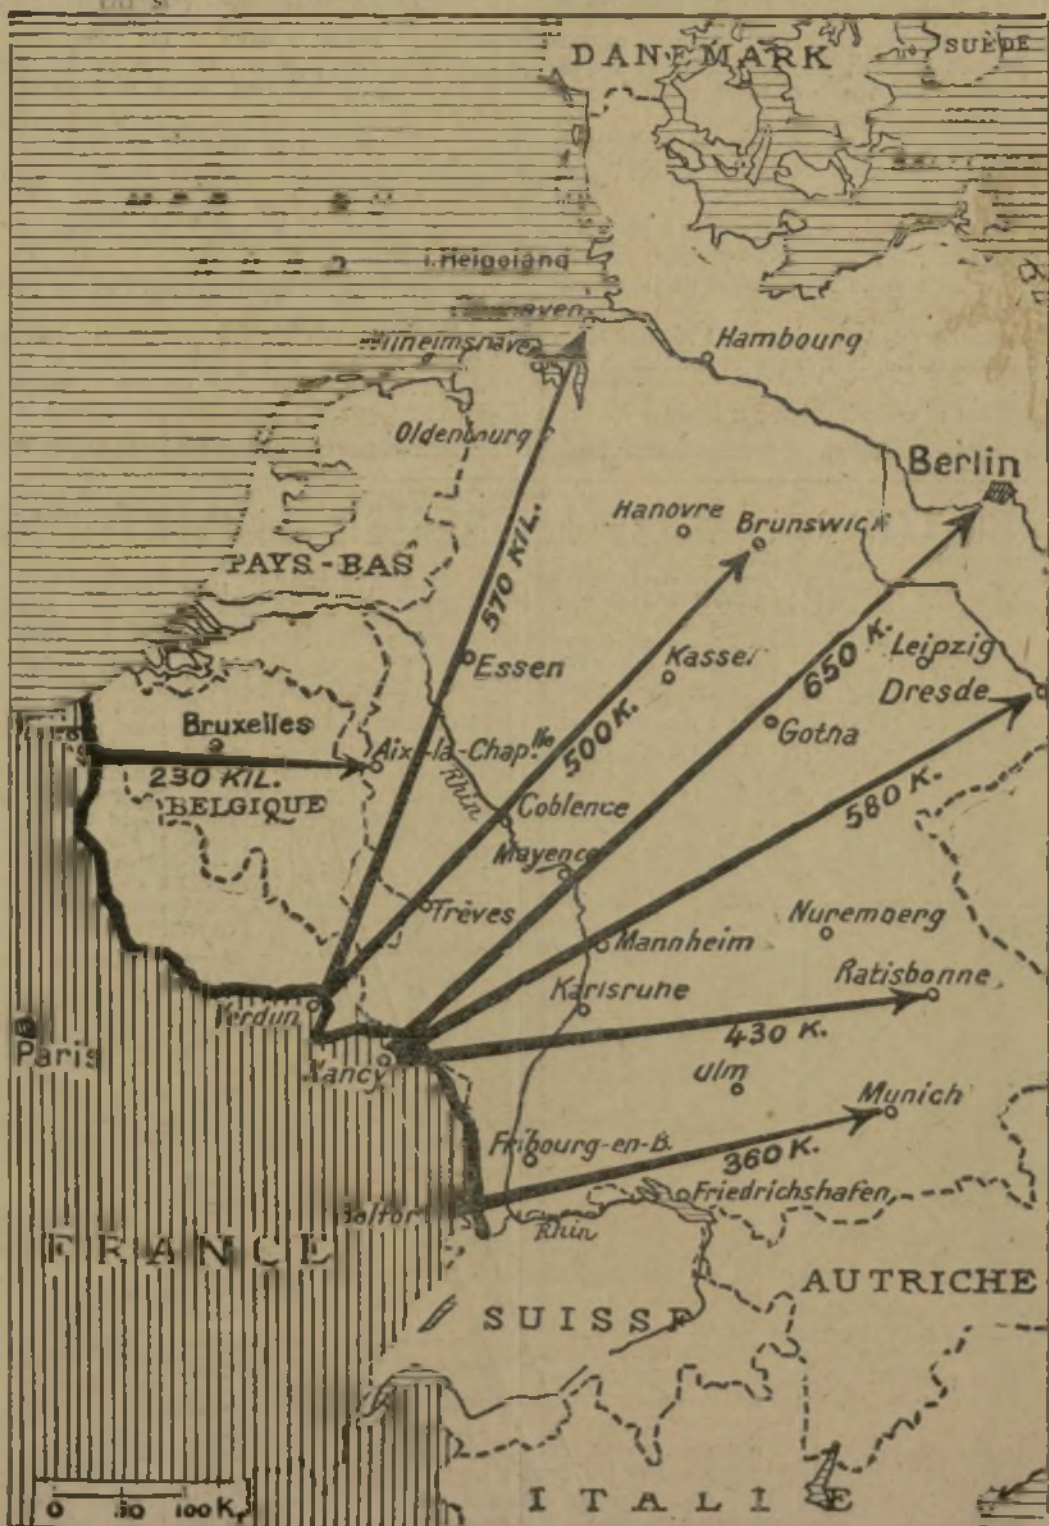 DANEMARK
SUÈDE
I. Helgoland
Hambourg
Oldenbourg
Berlin
Hanovre
Brunswick
PAYS-BAS
570 KIL.
Essen
Kassel
650 K.
Leipzig
Dresde
Bruxelles
Aix-la-Chap.lle
500 K.
Gotha
230 KIL.
BELGIQUE
Rhin
Coblence
580 K.
Mayence
Trèves
Nuremberg
Mannheim
Ratisbonne
Verdun
Karlsruhe
430 K.
Paris
Nancy
Ulm
Munich
Fribourg-en-B.
360 K.
Friedrichshafen
Rhin
FRANCE
AUTRICHE
SUISSE
ITALIE
0 50 100 K.